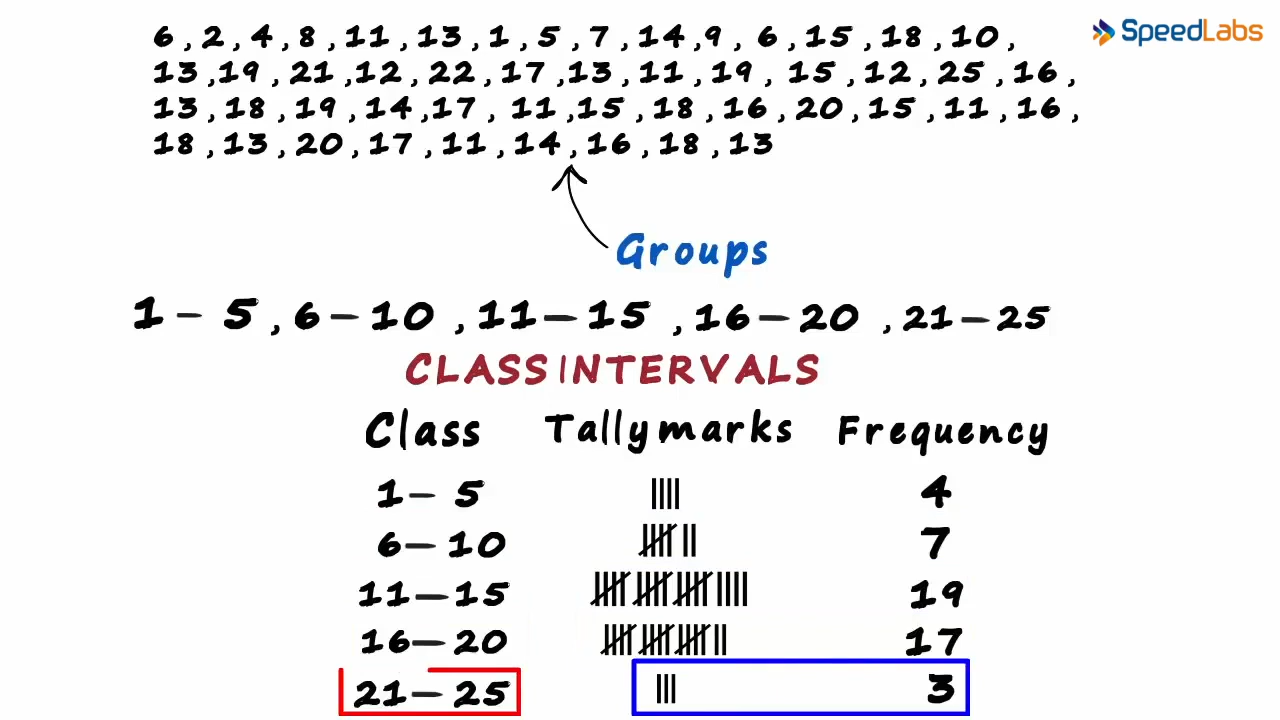 SpeedLabs
6 , 2 , 4 , 8 , 11 , 13 , 1 , 5 , 7 , 14 , 9 , 6 , 15 , 18 , 10 ,
13 , 19 , 21 , 12 , 22 , 17 , 13 , 11 , 19 , 15 , 12 , 25 , 16 ,
13 , 18 , 19 , 14 , 17 , 11 , 15 , 18 , 16 , 20 , 15 , 11 , 16 ,
18 , 13 , 20 , 17 , 11 , 14 , 16 , 18 , 13
Groups
1 – 5 , 6 – 10 , 11 – 15 , 16 – 20 , 21 – 25
CLASS INTERVALS
Class Tally marks Frequency
1 – 5 |||| 4
6 – 10 𝍸 || 7
11 – 15 𝍸 𝍸 𝍸 |||| 19
16 – 20 𝍸 𝍸 𝍸 || 17
21 – 25 ||| 3